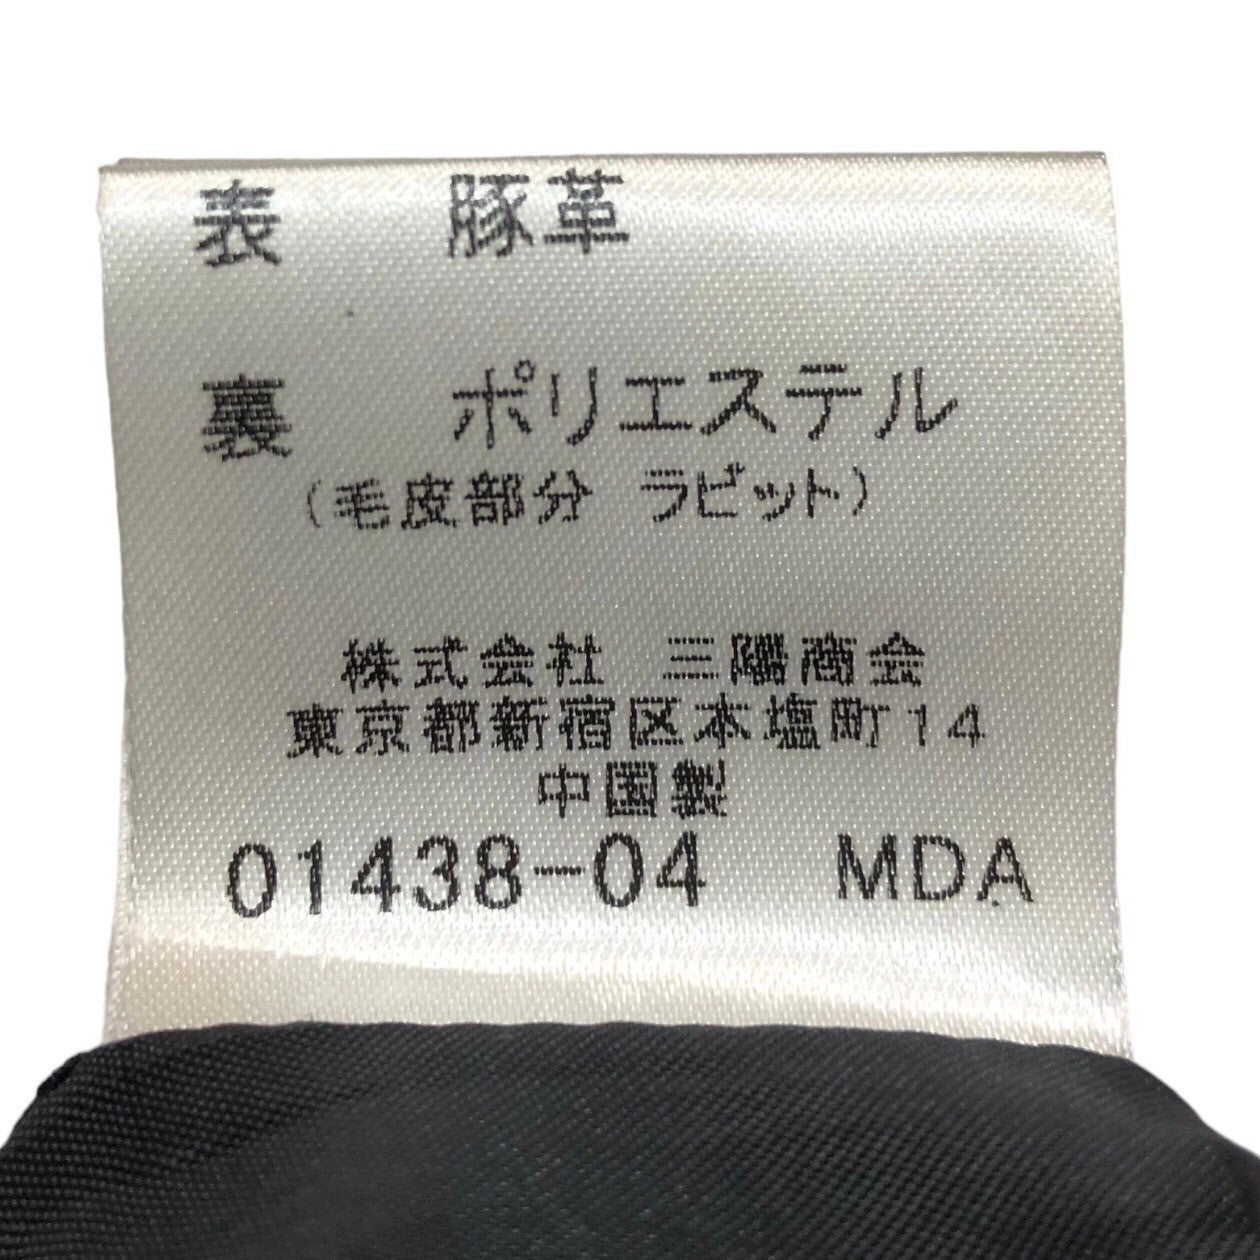 表 豚革
裏 ポリエステル
(毛皮部分 ラビット)
株式会社 三陽商会
東京都新宿区本塩町14
中国製
01438-04 MDA